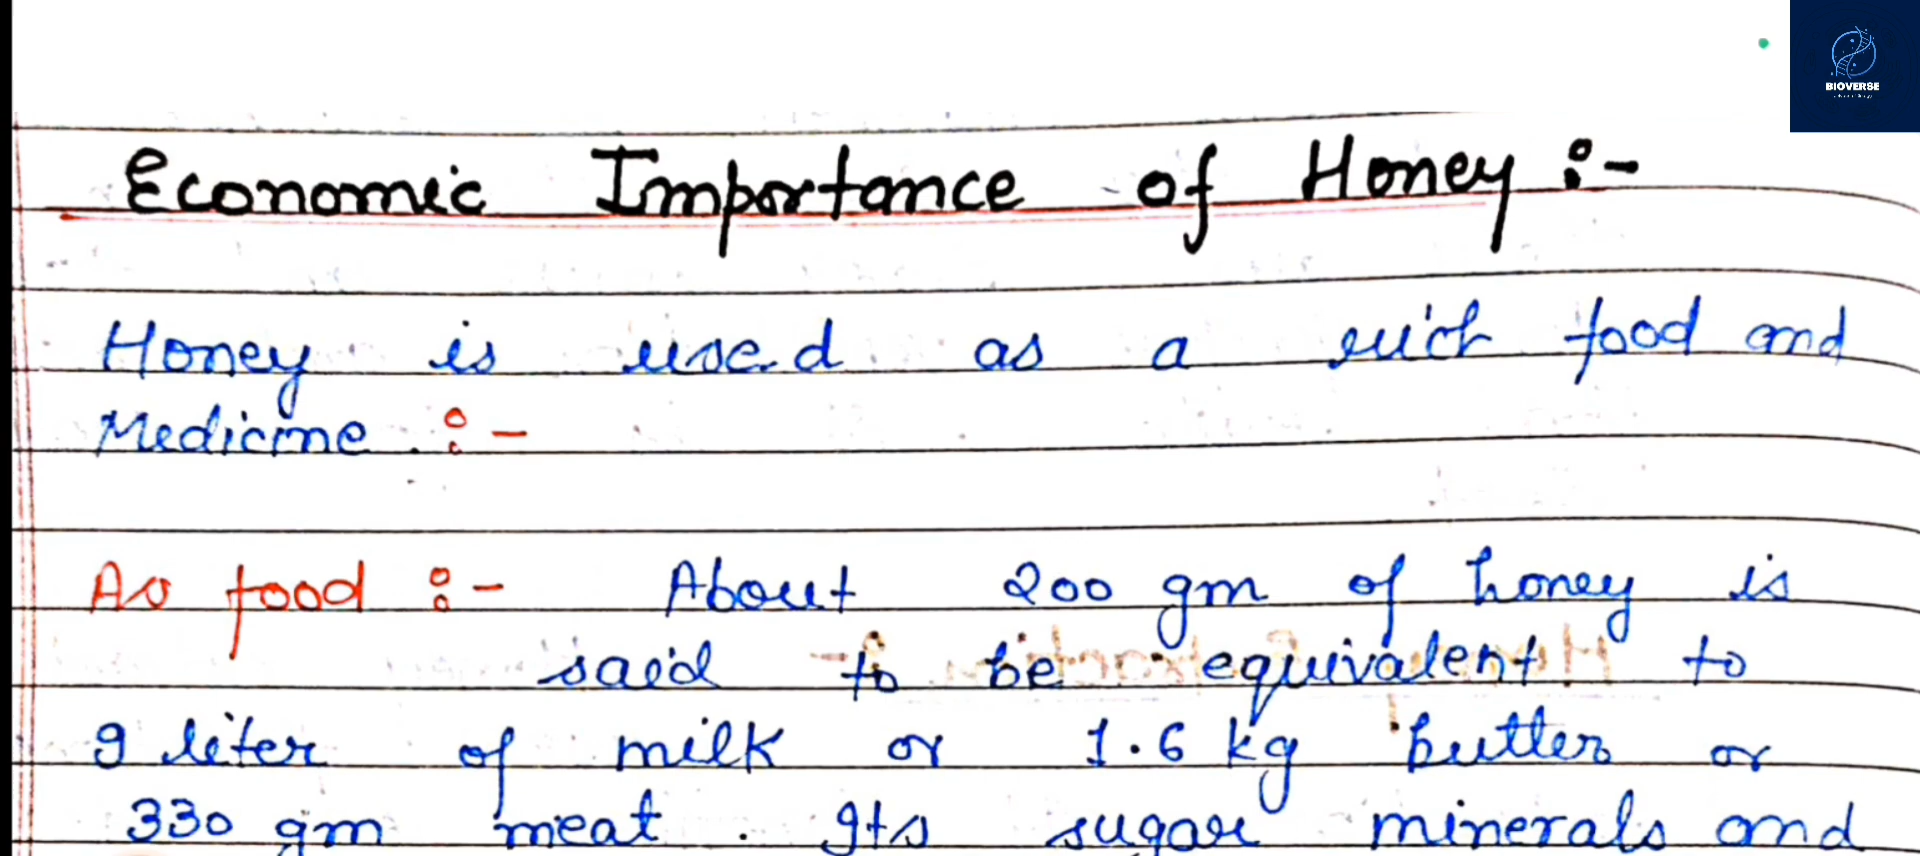 BIOVERSE
Economic Importance of Honey :-
Honey is used as a rich food and
Medicine :-
As food :- About 200 gm of honey is
said to be equivalent to
9 liter of milk or 1.6 kg butter or
330 gm meat. Its sugar minerals and